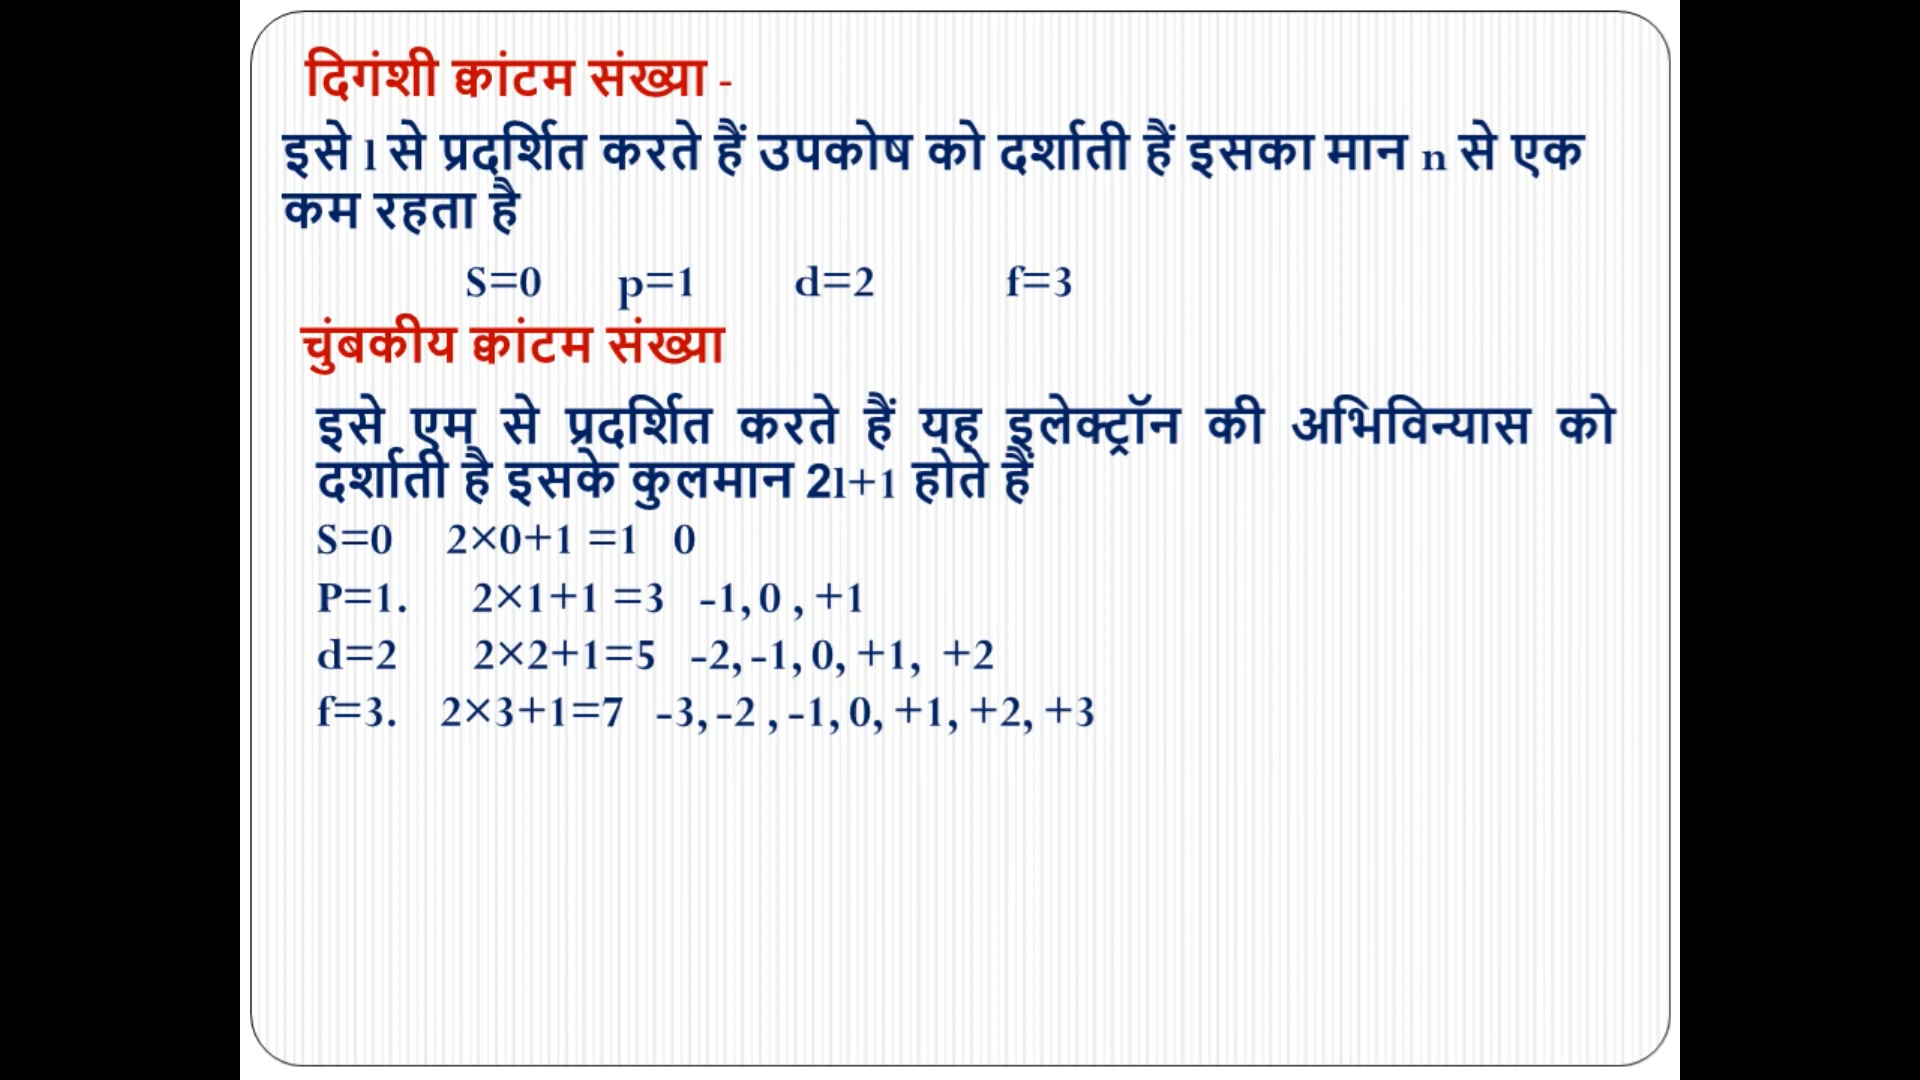 दिगंशी क्वांटम संख्या -
इसे l से प्रदर्शित करते हैं उपकोष को दर्शाती हैं इसका मान n से एक
कम रहता है
S=0 p=1 d=2 f=3
चुंबकीय क्वांटम संख्या
इसे एम से प्रदर्शित करते हैं यह इलेक्ट्रॉन की अभिविन्यास को
दर्शाती है इसके कुलमान 2l+1 होते हैं
S=0 2×0+1 =1 0
P=1. 2×1+1 =3 -1, 0 , +1
d=2 2×2+1=5 -2, -1, 0, +1, +2
f=3. 2×3+1=7 -3, -2 , -1, 0, +1, +2, +3